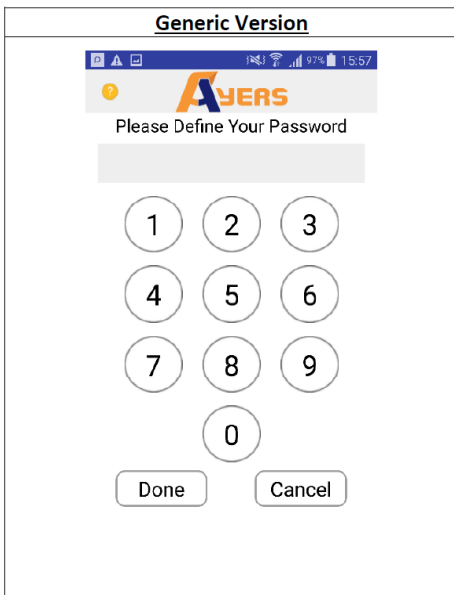 Generic Version
97% 15:57
AYERS
Please Define Your Password
1 2 3
4 5 6
7 8 9
0
Done Cancel